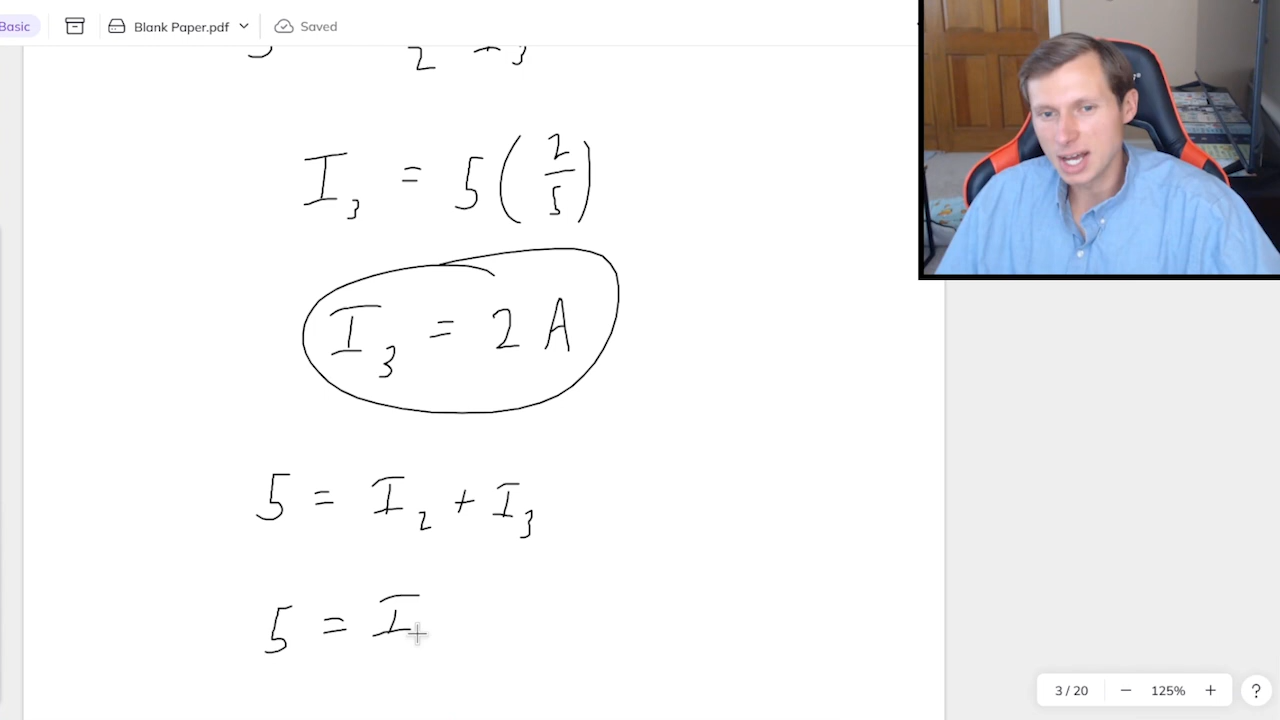 Basic Blank Paper.pdf Saved
I₃ = 5(2/5)
I₃ = 2 A
5 = I₂ + I₃
5 = I
3 / 20 − 125% + ?